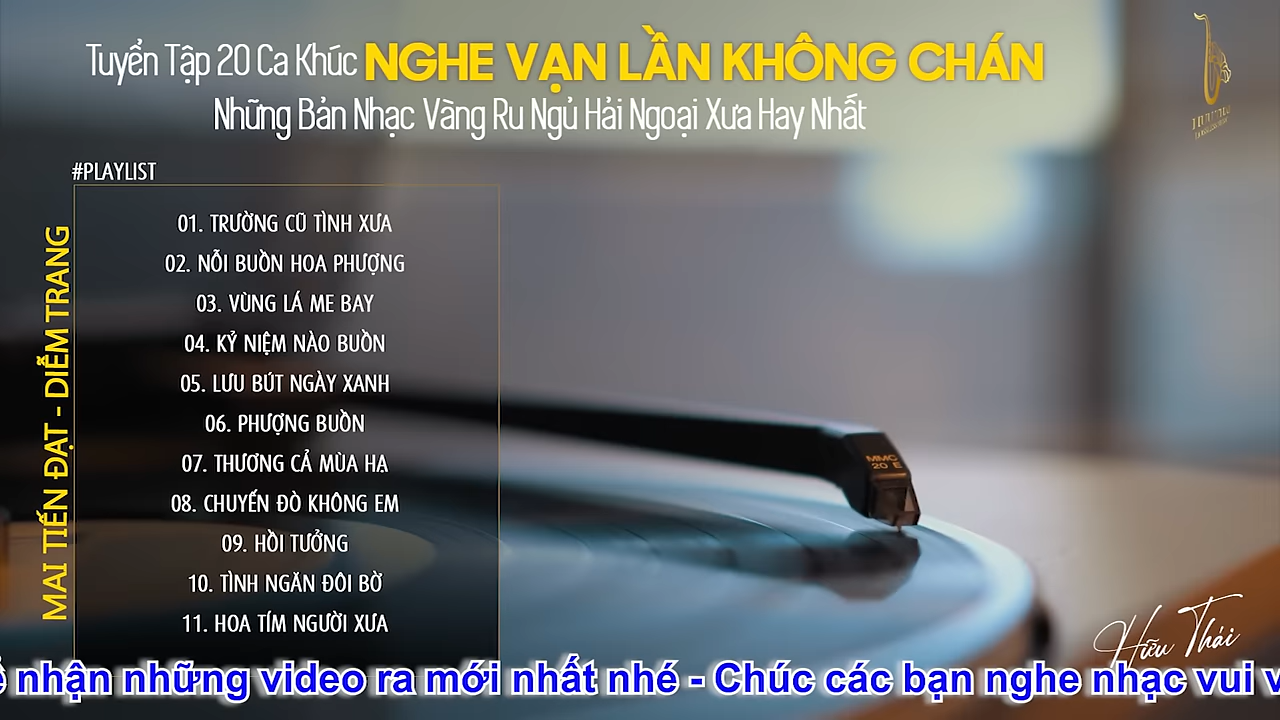 Tuyển Tập 20 Ca Khúc NGHE VẠN LẦN KHÔNG CHÁN
Những Bản Nhạc Vàng Ru Ngủ Hải Ngoại Xưa Hay Nhất
#PLAYLIST
MAI TIẾN ĐẠT - DIỄM TRANG
01. TRƯỜNG CŨ TÌNH XƯA
02. NỖI BUỒN HOA PHƯỢNG
03. VÙNG LÁ ME BAY
04. KỶ NIỆM NÀO BUỒN
05. LƯU BÚT NGÀY XANH
06. PHƯỢNG BUỒN
07. THƯƠNG CẢ MÙA HẠ
08. CHUYẾN ĐÒ KHÔNG EM
09. HỒI TƯỞNG
10. TÌNH NGĂN ĐÔI BỜ
11. HOA TÍM NGƯỜI XƯA
MMC
20 E
Hữu Thái
nhận những video ra mới nhất nhé - Chúc các bạn nghe nhạc vui v